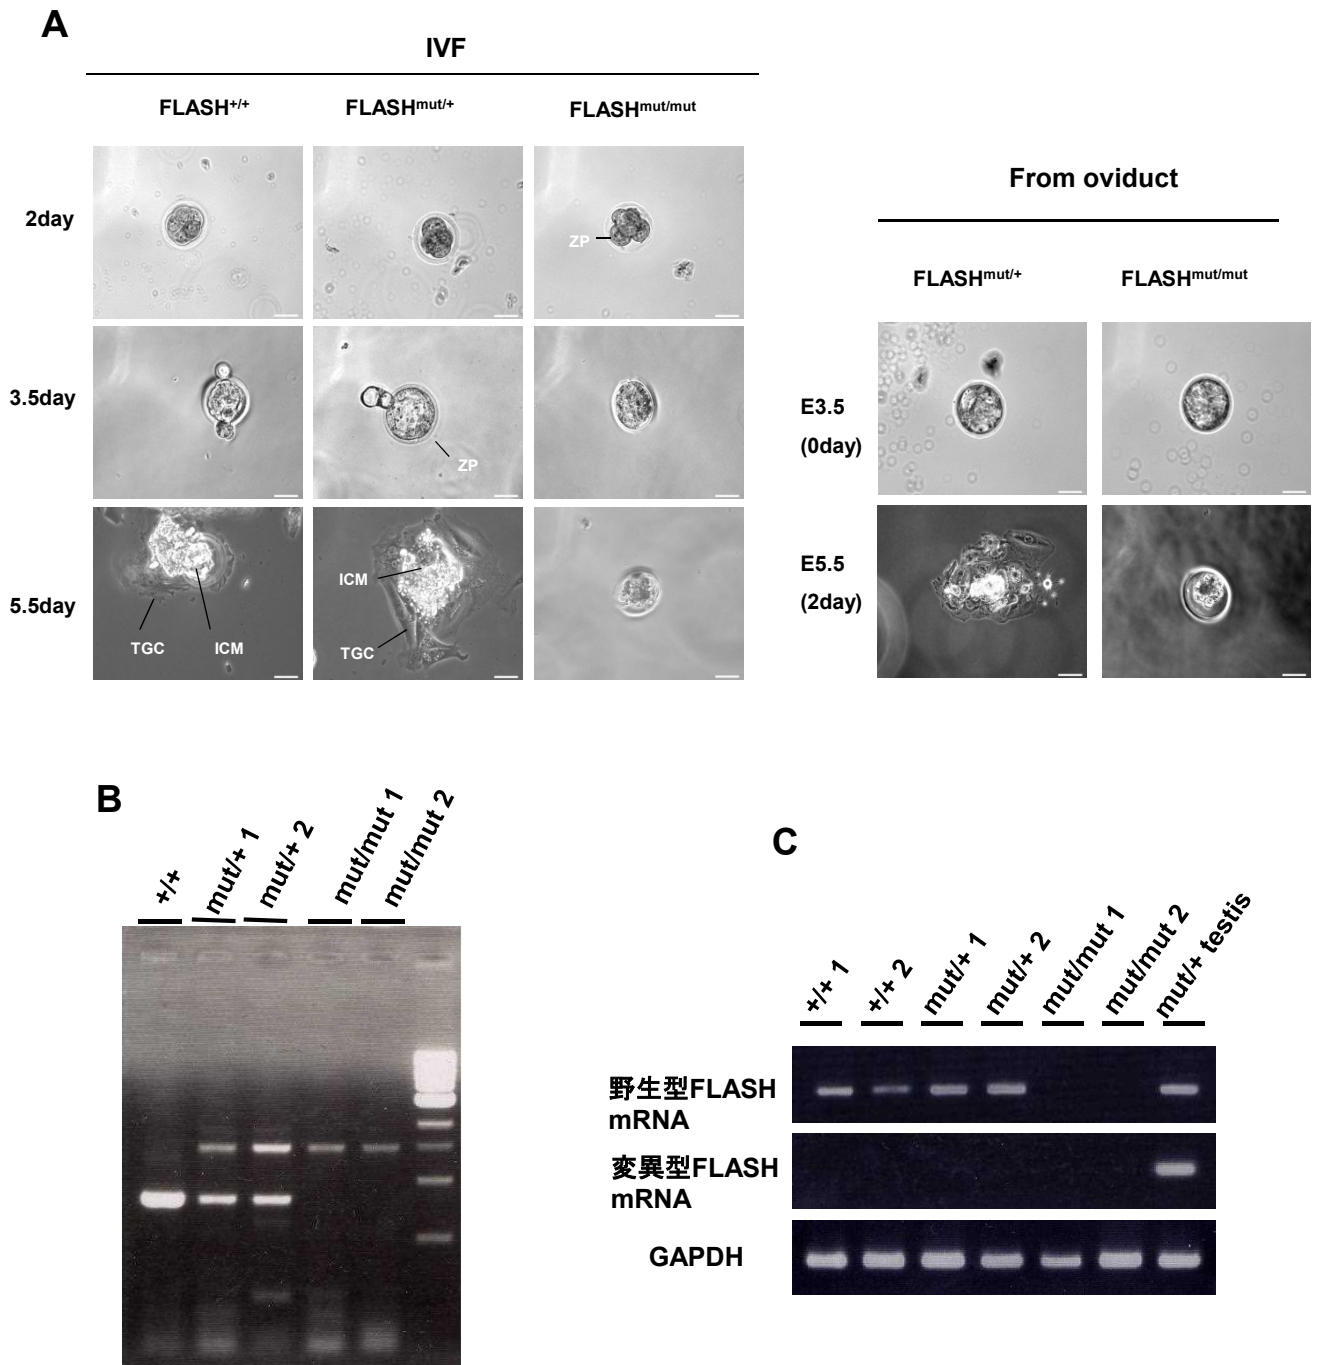 A
IVF
FLASH+/+
FLASHmut/+
FLASHmut/mut
2day
ZP
3.5day
ZP
5.5day
TGC
ICM
ICM
TGC
From oviduct
FLASHmut/+
FLASHmut/mut
E3.5
(0day)
E5.5
(2day)
B
+/+
mut/+ 1
mut/+ 2
mut/mut 1
mut/mut 2
C
+/+ 1
+/+ 2
mut/+ 1
mut/+ 2
mut/mut 1
mut/mut 2
mut/+ testis
野生型FLASH
mRNA
変異型FLASH
mRNA
GAPDH